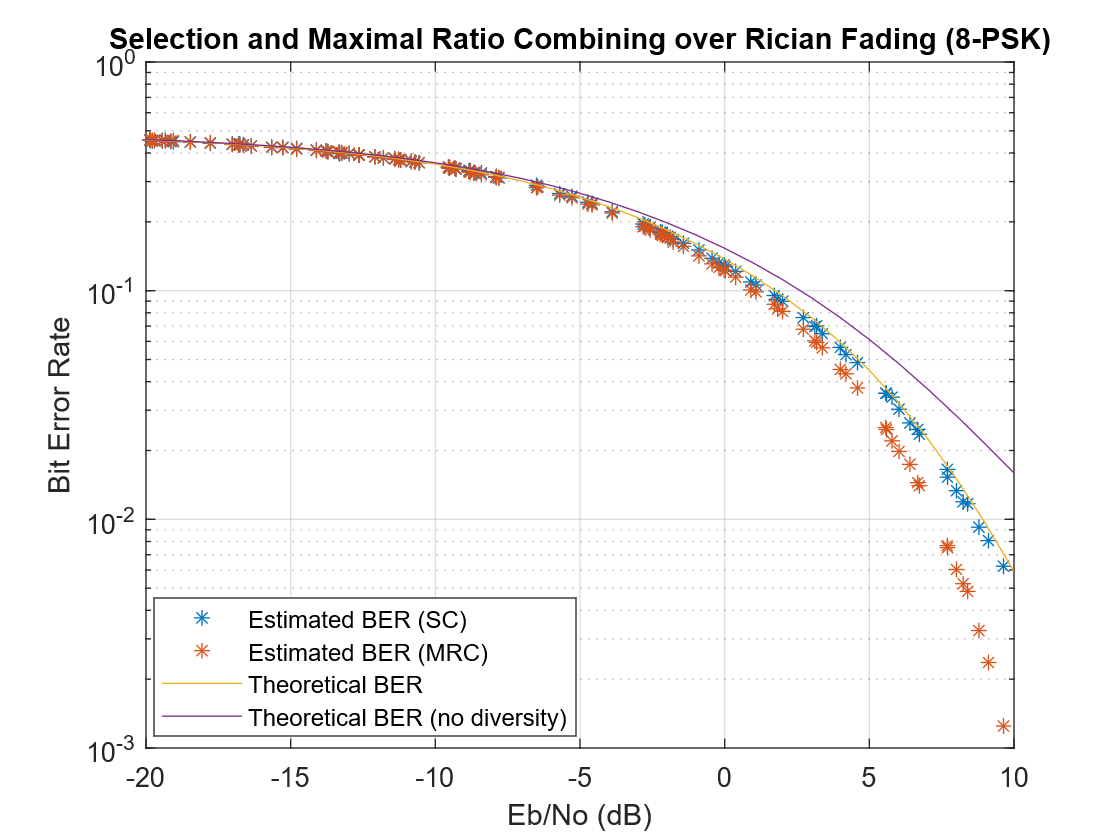 Selection and Maximal Ratio Combining over Rician Fading (8-PSK)
10^0
10^-1
10^-2
10^-3
Bit Error Rate
Estimated BER (SC)
Estimated BER (MRC)
Theoretical BER
Theoretical BER (no diversity)
-20 -15 -10 -5 0 5 10
Eb/No (dB)